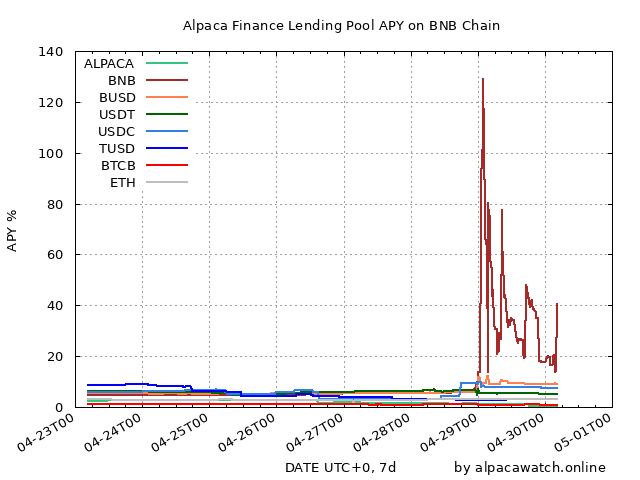 Alpaca Finance Lending Pool APY on BNB Chain
140
120
100
80
60
40
20
0
APY %
ALPACA
BNB
BUSD
USDT
USDC
TUSD
BTCB
ETH
04-23T00
04-24T00
04-25T00
04-26T00
04-27T00
04-28T00
04-29T00
04-30T00
05-01T00
DATE UTC+0, 7d
by alpacawatch.online